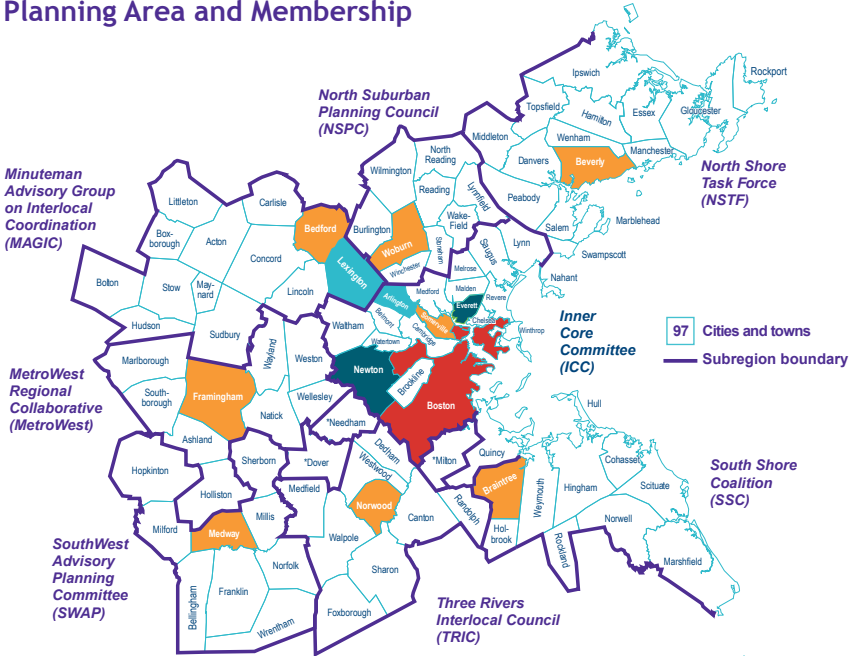 Planning Area and Membership
Rockport
Ipswich
Gloucester
Essex
Topsfield
Hamilton
North Suburban
Planning Council
(NSPC)
Middleton
Wenham
Manchester
North
Reading
Danvers
Beverly
North Shore
Task Force
(NSTF)
Wilmington
Reading
Lynnfield
Peabody
Minuteman
Advisory Group
on Interlocal
Coordination
(MAGIC)
Littleton
Carlisle
Marblehead
Salem
Wake-
Field
Burlington
Bedford
Woburn
Stoneham
Saugus
Lynn
Swampscott
Box-
borough
Acton
Concord
Lexington
Winchester
Melrose
Nahant
Bolton
Stow
May-
nard
Lincoln
Arlington
Medford
Malden
Revere
Everett
Hudson
Sudbury
Waltham
Belmont
Somerville
Chelsea
Winthrop
Inner
Core
Committee
(ICC)
97 Cities and towns
Subregion boundary
Watertown
Cambridge
Marlborough
Wayland
Weston
Newton
Brookline
Boston
MetroWest
Regional
Collaborative
(MetroWest)
South-
borough
Framingham
Natick
Wellesley
Hull
*Needham
Ashland
Dedham
Westwood
*Milton
Quincy
Cohasset
Hopkinton
Sherborn
*Dover
Braintree
Weymouth
Hingham
Scituate
South Shore
Coalition
(SSC)
Holliston
Medfield
Norwood
Canton
Randolph
Norwell
Milford
Medway
Millis
Walpole
Hol-
brook
Rockland
Marshfield
SouthWest
Advisory
Planning
Committee
(SWAP)
Norfolk
Sharon
Bellingham
Franklin
Foxborough
Wrentham
Three Rivers
Interlocal Council
(TRIC)